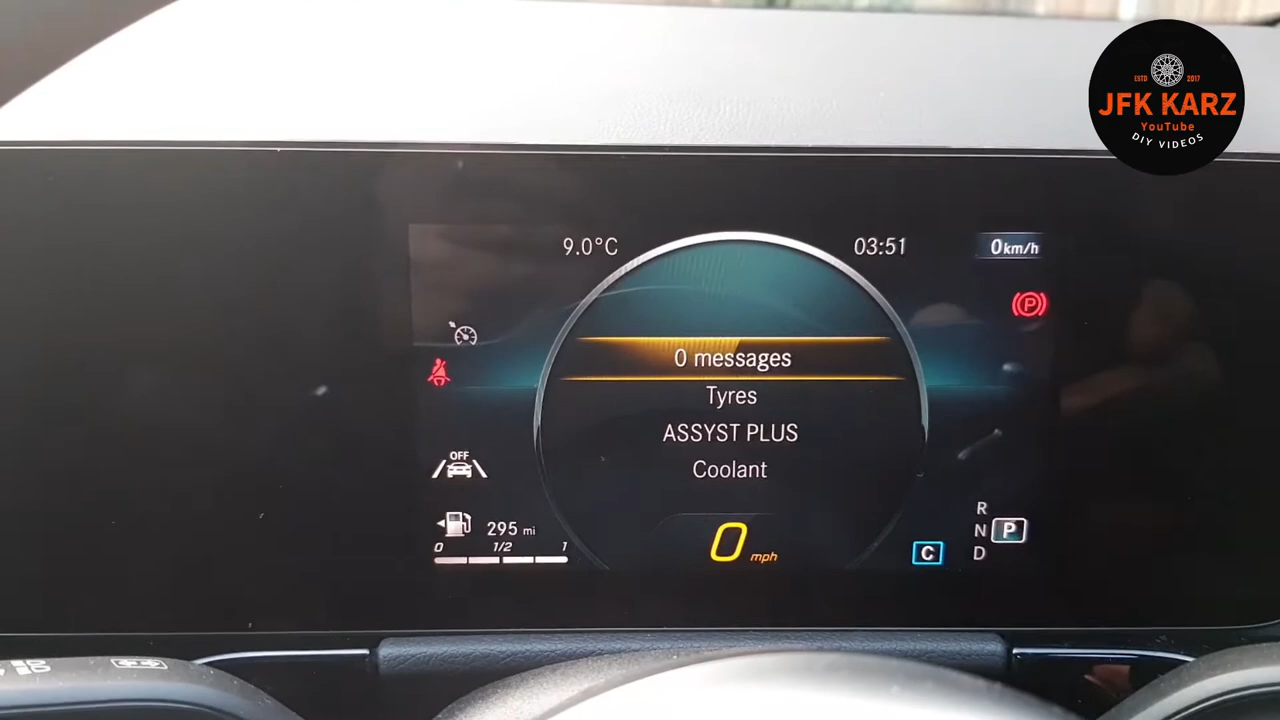 ESTD 2017
JFK KARZ
YouTube
DIY VIDEOS
9.0°C
03:51
0 km/h
P
0 messages
Tyres
ASSYST PLUS
Coolant
OFF
295 mi
0 1/2 1
0 mph
C
R
N P
D